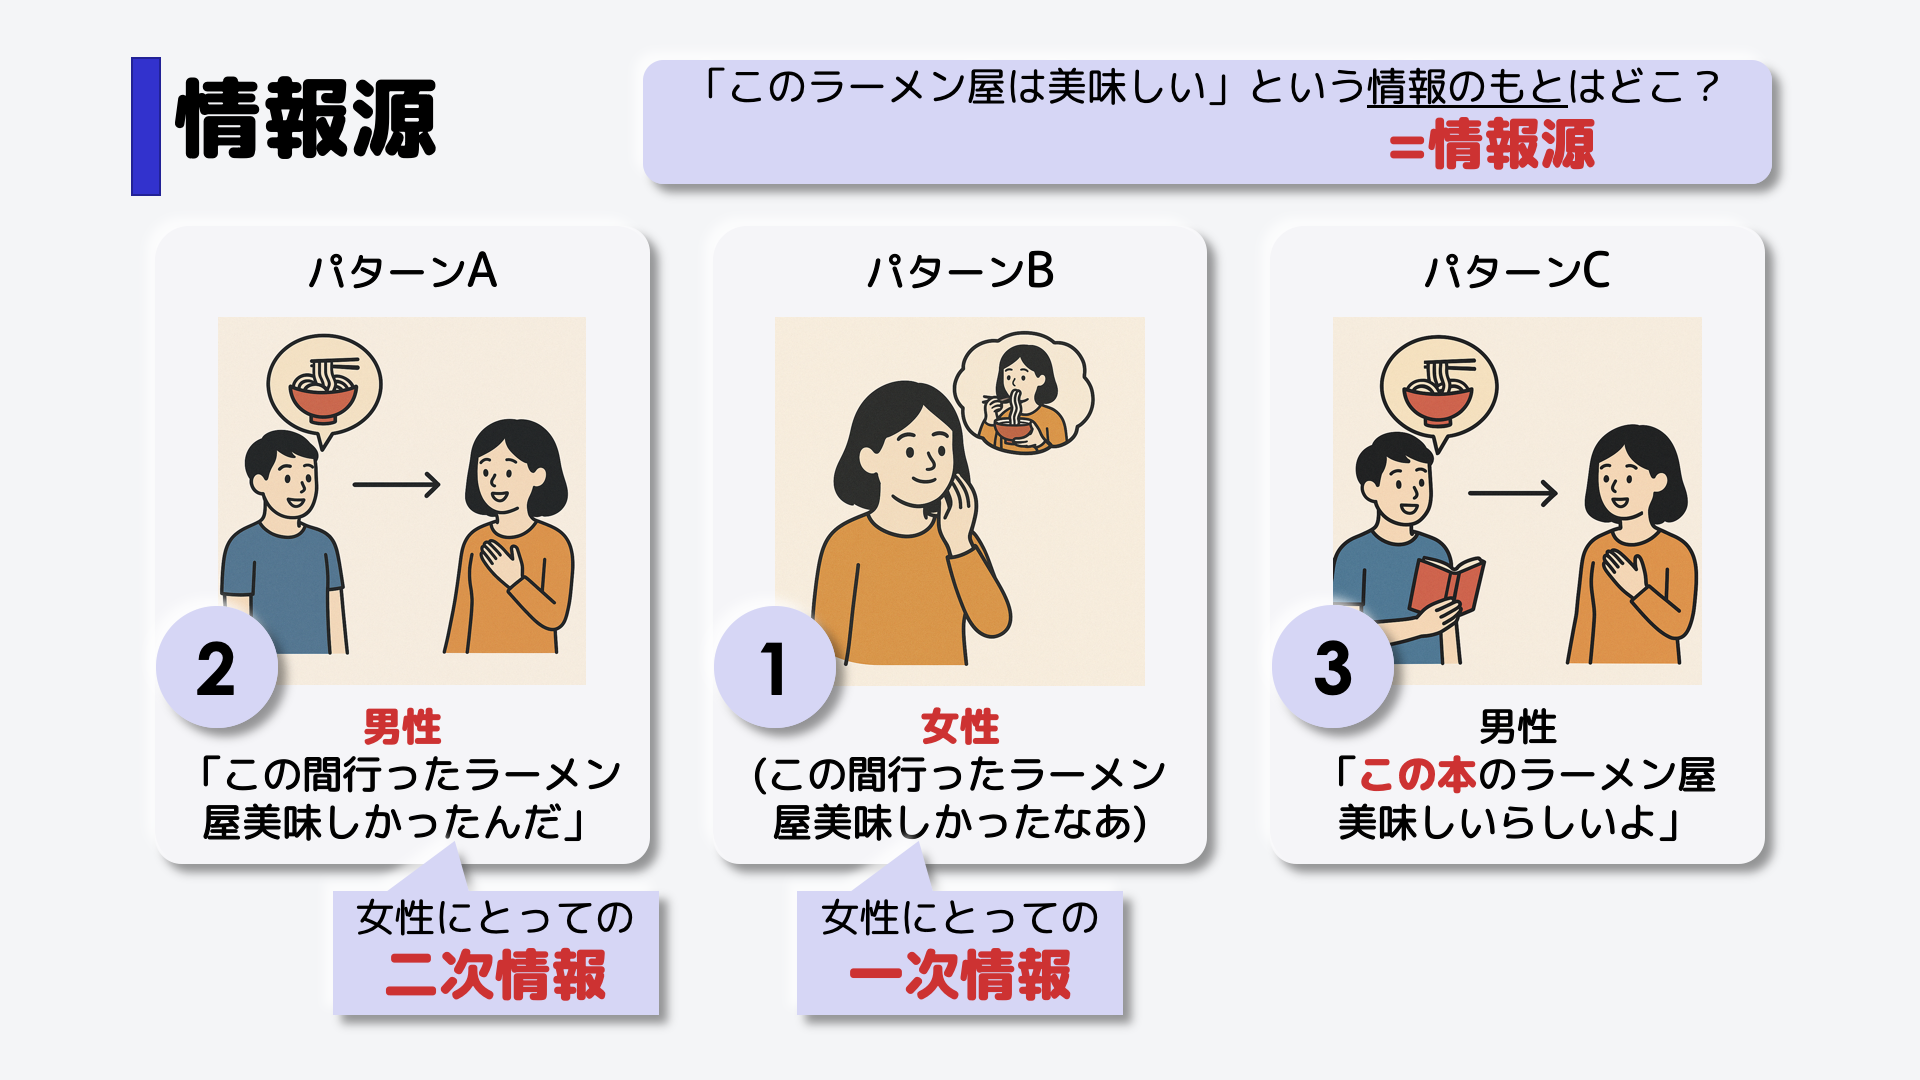 情報源
「このラーメン屋は美味しい」という情報のもとはどこ？
=情報源
パターンA
2
男性
「この間行ったラーメン
屋美味しかったんだ」
女性にとっての
二次情報
パターンB
1
女性
(この間行ったラーメン
屋美味しかったなあ)
女性にとっての
一次情報
パターンC
3
男性
「この本のラーメン屋
美味しいらしいよ」